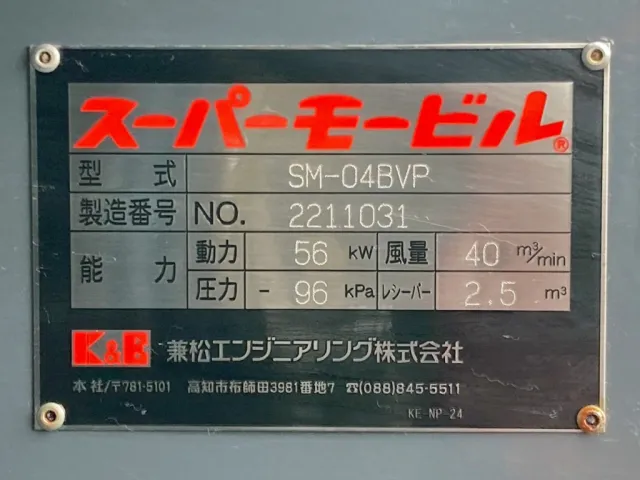 スーパーモービル®
型 式 SM-04BVP
製造番号 NO. 2211031
能 力 動力 56 kW 風量 40 m³/min
圧力 - 96 kPa レシーバー 2.5 m³
K&E 兼松エンジニアリング株式会社
本社/〒781-5101 高知市布師田3981番地7 ☎(088)845-5511
KE-NP-24